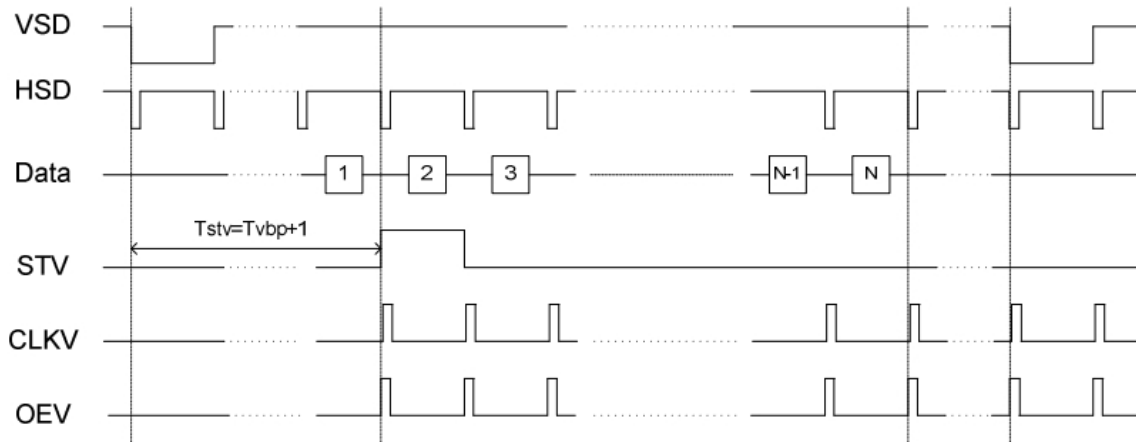 VSD
HSD
Data
1
2
3
N-1
N
Tstv=Tvbp+1
STV
CLKV
OEV